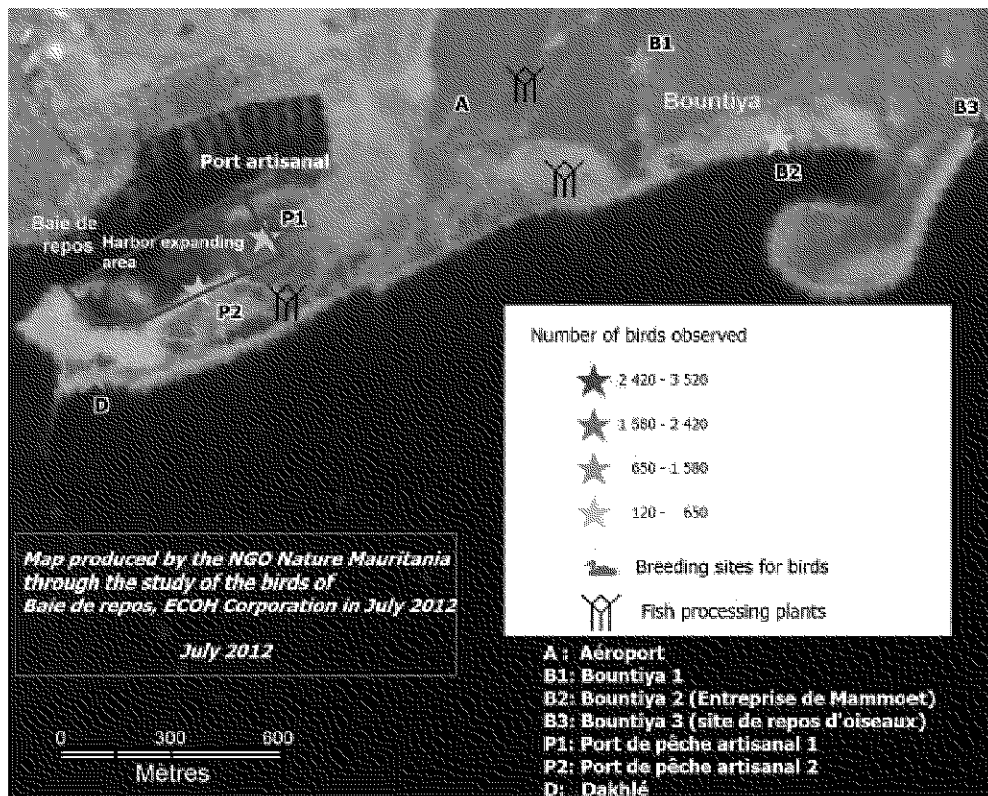 B1
A
Bountiya
B3
Port artisanal
B2
P1
Baie de
repos
Harbor expanding
area
P2
D
Number of birds observed
2 420 - 3 520
1 580 - 2 420
650 - 1 580
120 - 650
Breeding sites for birds
Fish processing plants
Map produced by the NGO Nature Mauritania
through the study of the birds of
Baie de repos, ECOH Corporation in July 2012
July 2012
0 300 600
Mètres
A : Aéroport
B1: Bountiya 1
B2: Bountiya 2 (Entreprise de Mammoet)
B3: Bountiya 3 (site de repos d'oiseaux)
P1: Port de pêche artisanal 1
P2: Port de pêche artisanal 2
D: Dakhlé